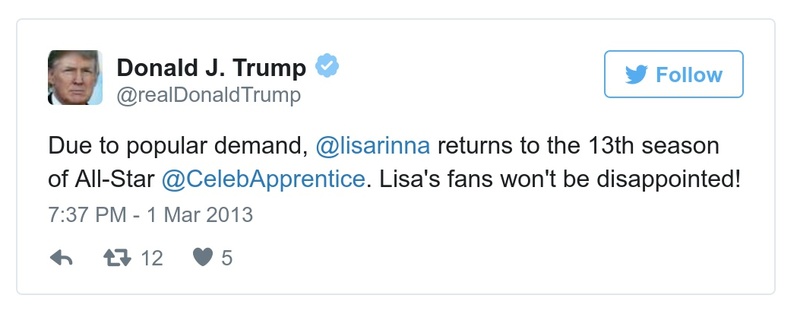 Donald J. Trump
@realDonaldTrump
Follow
Due to popular demand, @lisarinna returns to the 13th season
of All-Star @CelebApprentice. Lisa's fans won't be disappointed!
7:37 PM - 1 Mar 2013
12 5